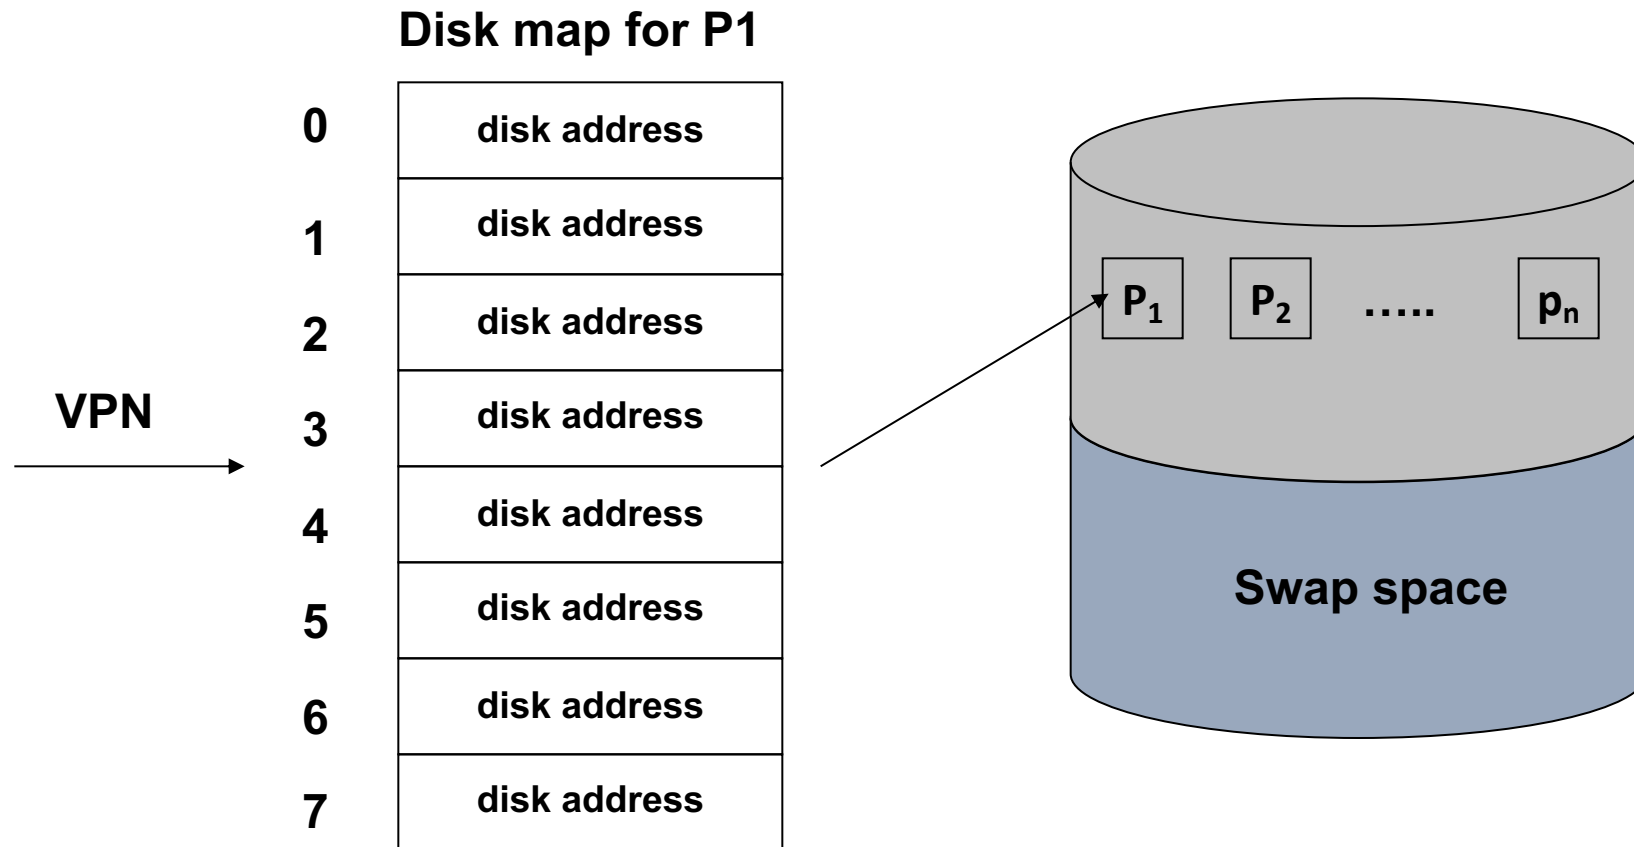 Disk map for P1
0 disk address
1 disk address
2 disk address
3 disk address
4 disk address
5 disk address
6 disk address
7 disk address
VPN
P₁ P₂ ..... pₙ
Swap space